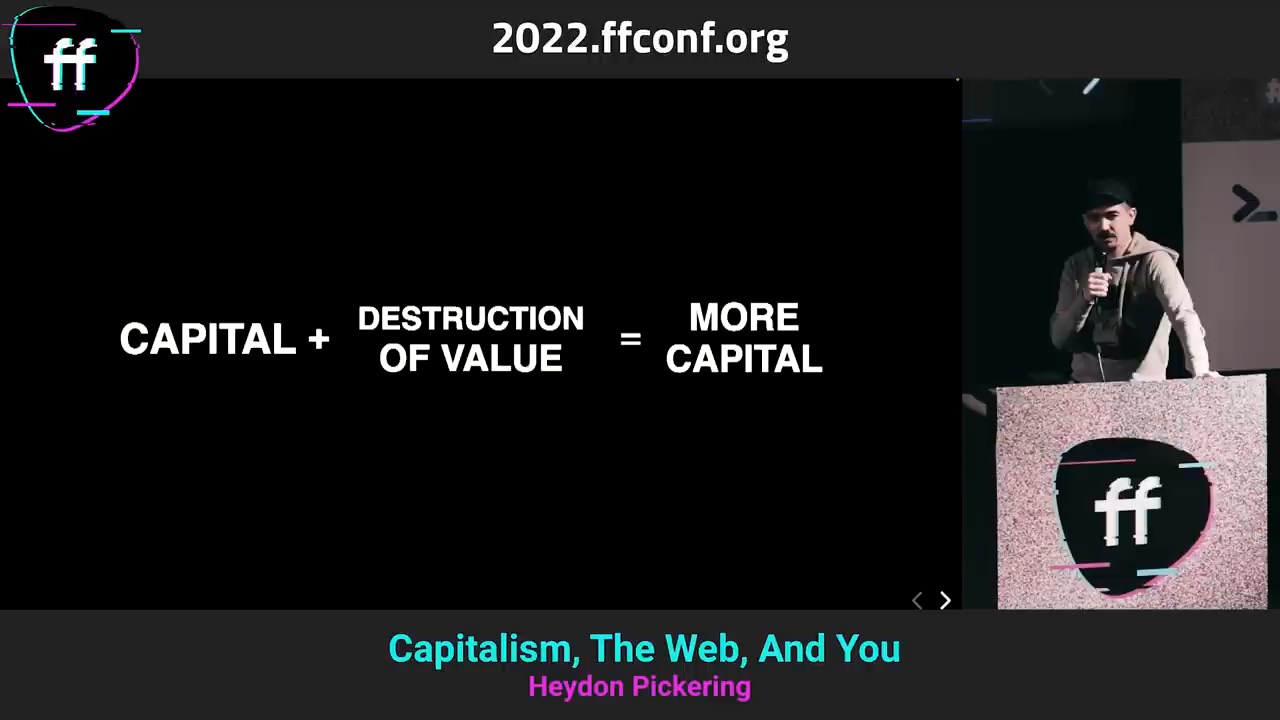 2022.ffconf.org
ff
CAPITAL + DESTRUCTION OF VALUE = MORE CAPITAL
>_
ff
Capitalism, The Web, And You
Heydon Pickering